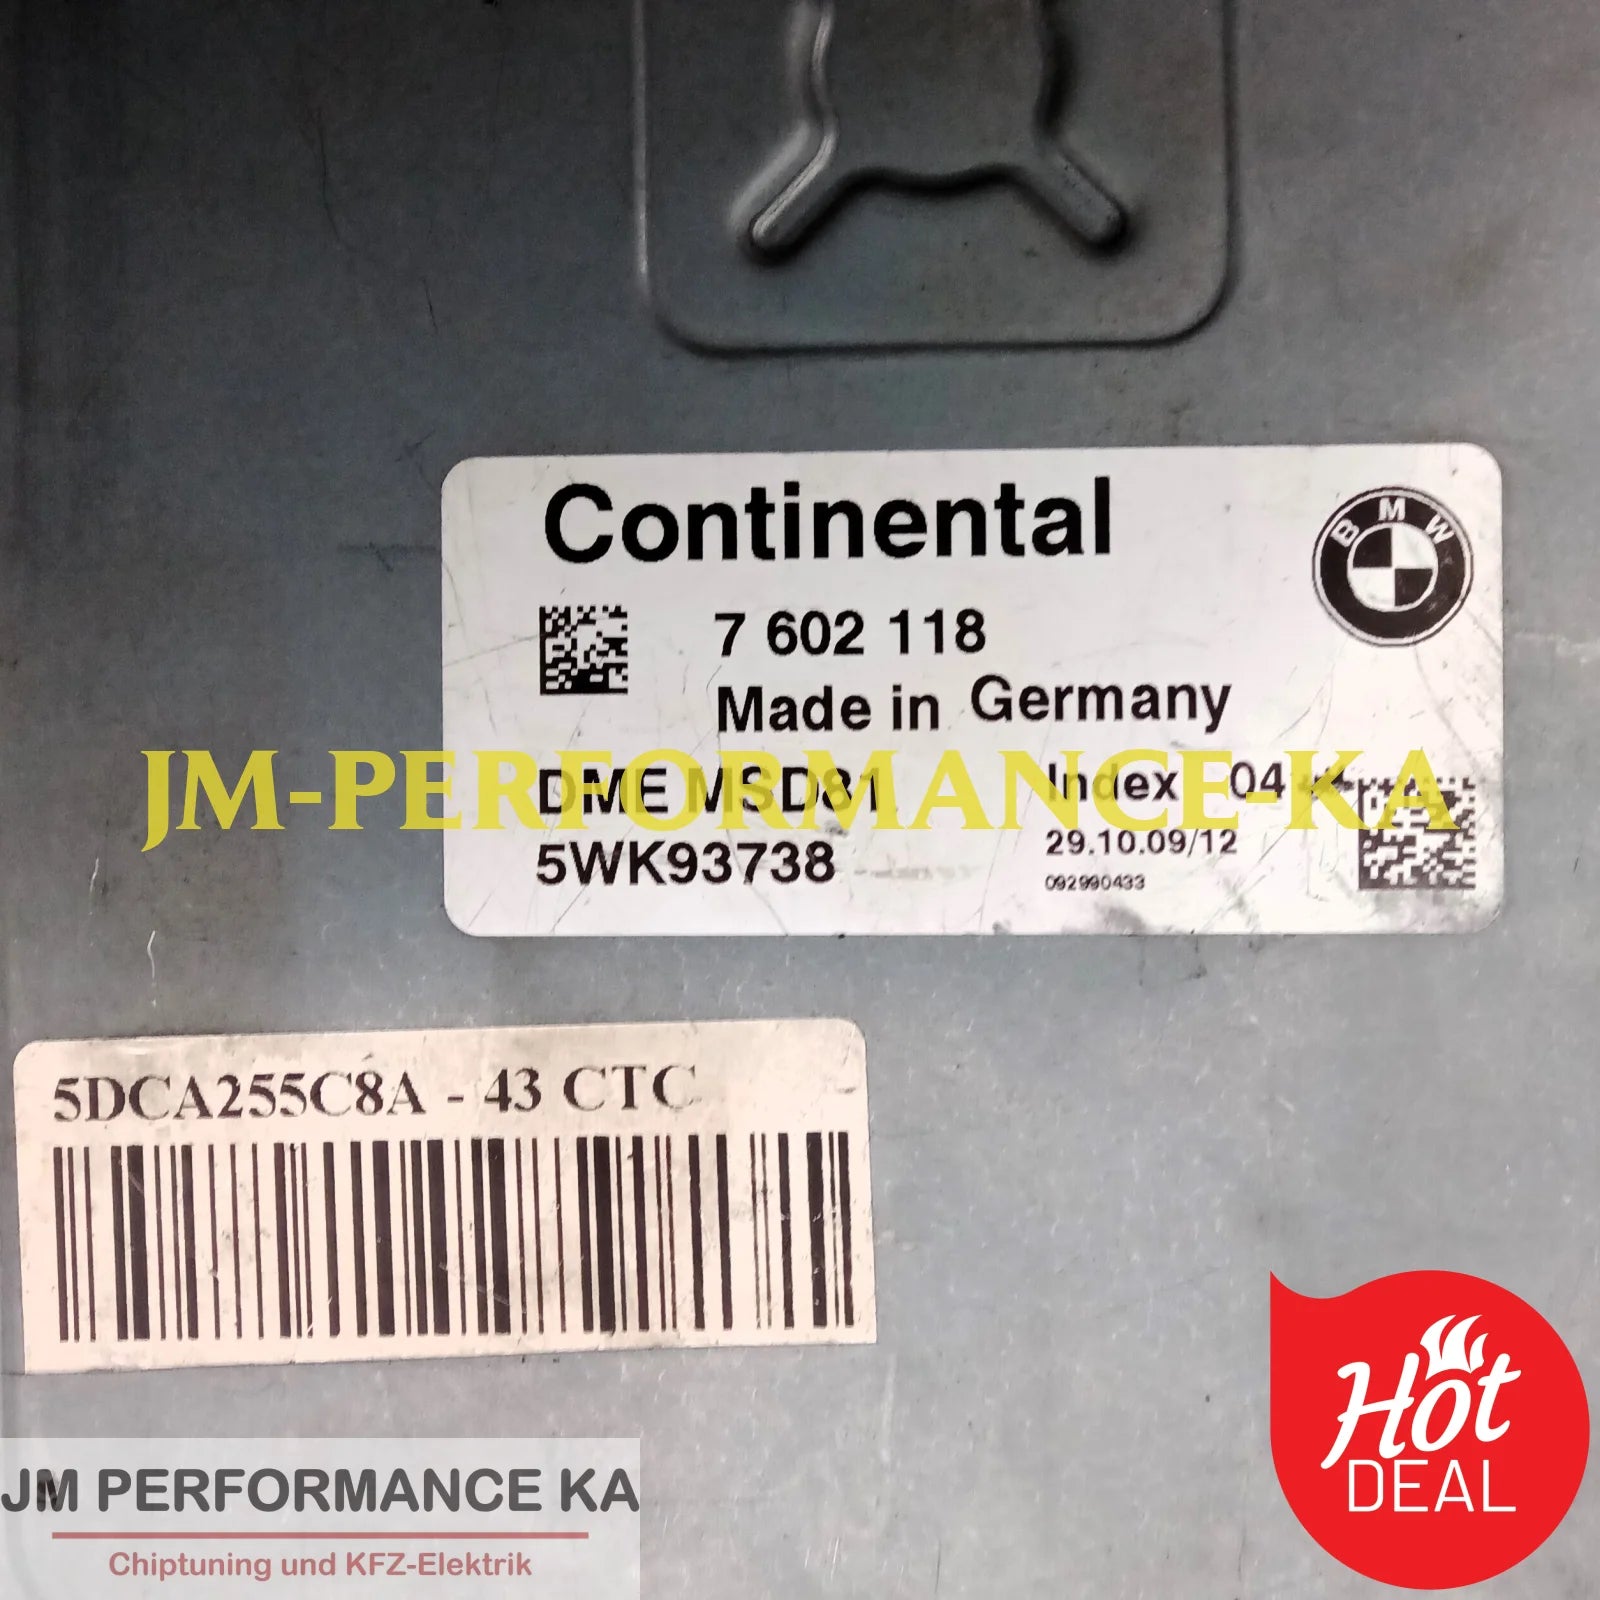 Continental
BMW
7 602 118
Made in Germany
DME MSD81 Index 04
JM-PERFORMANCE-KA
5WK93738
29.10.09/12
092990433
5DCA255C8A - 43 CTC
Hot
DEAL
JM PERFORMANCE KA
Chiptuning und KFZ-Elektrik